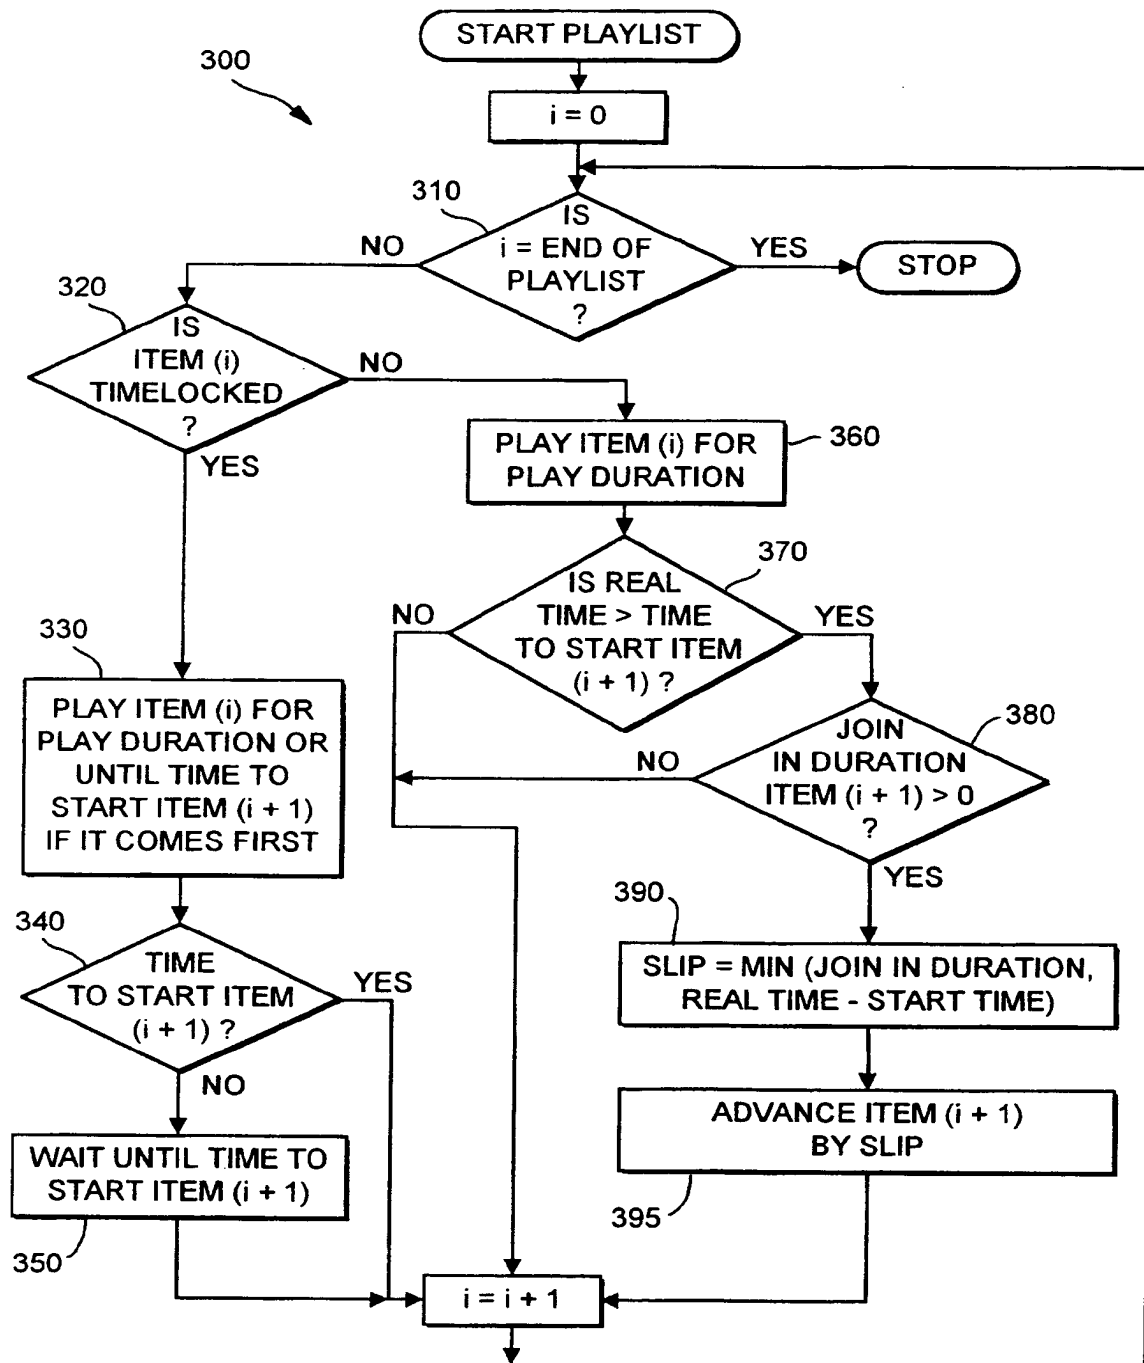 START PLAYLIST
300
i = 0
310
IS
i = END OF
PLAYLIST
?
NO
YES
STOP
320
IS
ITEM (i)
TIMELOCKED
?
NO
YES
PLAY ITEM (i) FOR
PLAY DURATION
360
370
IS REAL
TIME > TIME
TO START ITEM
(i + 1) ?
NO
YES
330
PLAY ITEM (i) FOR
PLAY DURATION OR
UNTIL TIME TO
START ITEM (i + 1)
IF IT COMES FIRST
380
JOIN
IN DURATION
ITEM (i + 1) > 0
?
NO
YES
340
TIME
TO START ITEM
(i + 1) ?
YES
NO
390
SLIP = MIN (JOIN IN DURATION,
REAL TIME - START TIME)
ADVANCE ITEM (i + 1)
BY SLIP
395
WAIT UNTIL TIME TO
START ITEM (i + 1)
350
i = i + 1